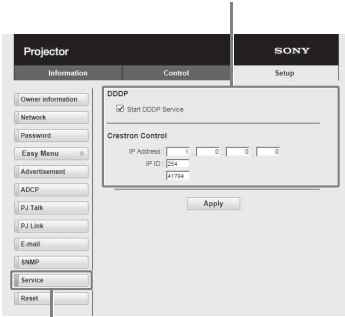 Projector SONY
Information Control Setup
Owner information
Network
Password
Easy Menu
Advertisement
ADCP
PJ Talk
PJ Link
E-mail
SNMP
Service
Reset
DDDP
Start DDDP Service
Crestron Control
IP Address : 1 . 0 . 0 . 0
IP ID : 254
41794
Apply